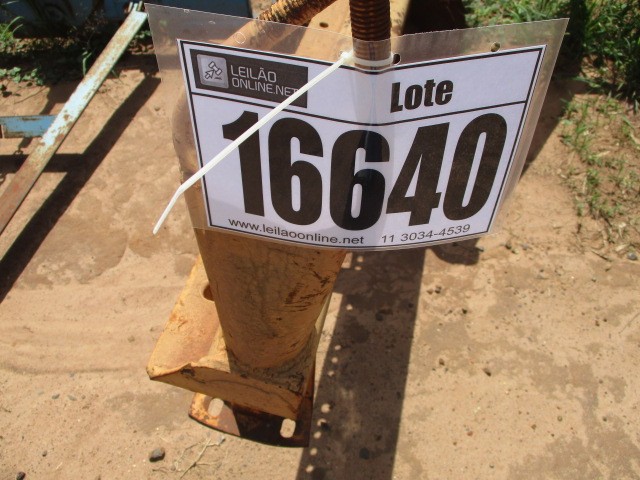 LEILÃO
ONLINE.NET
Lote
16640
www.leilaoonline.net 11 3034-4539